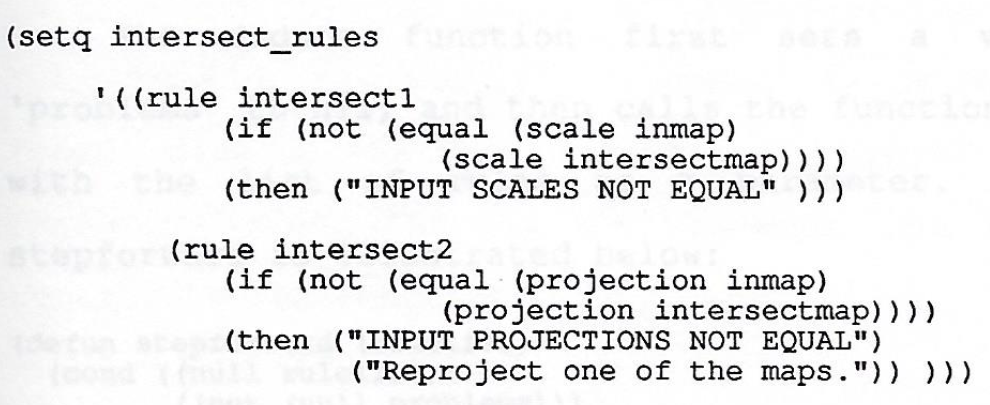 (setq intersect_rules
'((rule intersect1
(if (not (equal (scale inmap)
(scale intersectmap))))
(then ("INPUT SCALES NOT EQUAL" )))
(rule intersect2
(if (not (equal (projection inmap)
(projection intersectmap))))
(then ("INPUT PROJECTIONS NOT EQUAL")
("Reproject one of the maps.")) )))